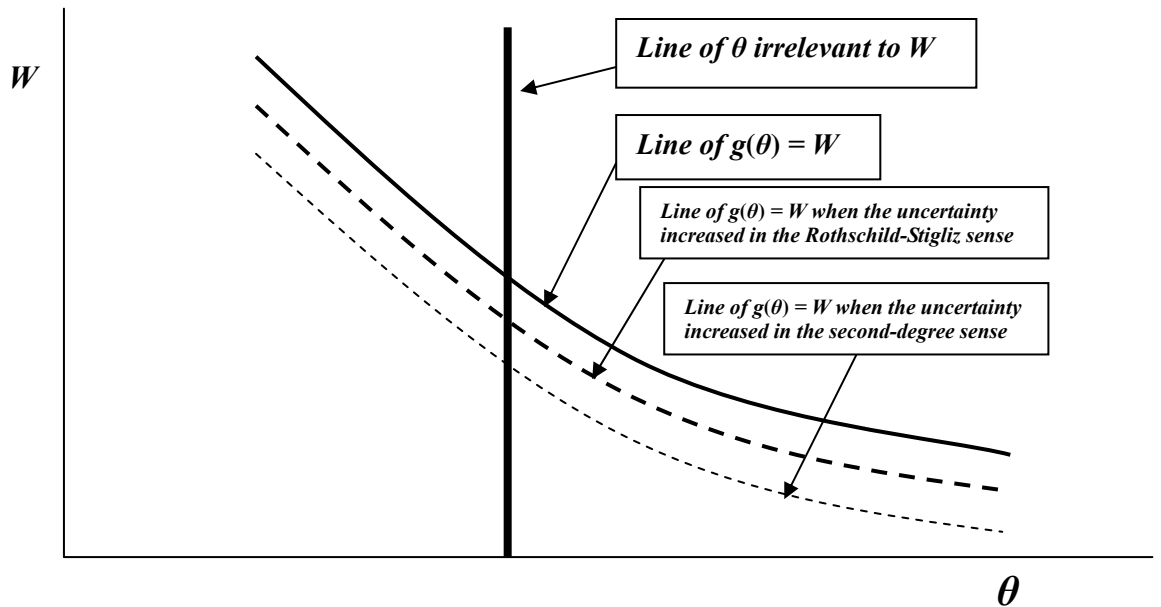 W
Line of θ irrelevant to W
Line of g(θ) = W
Line of g(θ) = W when the uncertainty
increased in the Rothschild-Stigliz sense
Line of g(θ) = W when the uncertainty
increased in the second-degree sense
θ